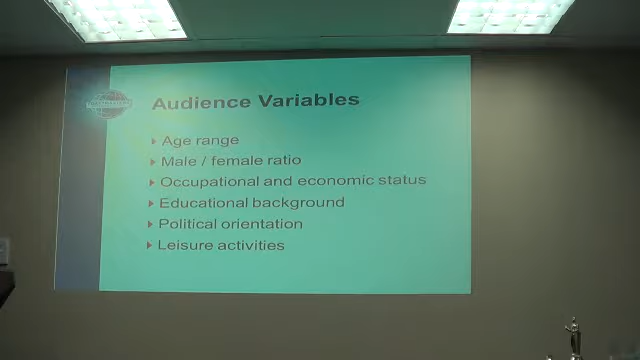 Audience Variables
Age range
Male / female ratio
Occupational and economic status
Educational background
Political orientation
Leisure activities